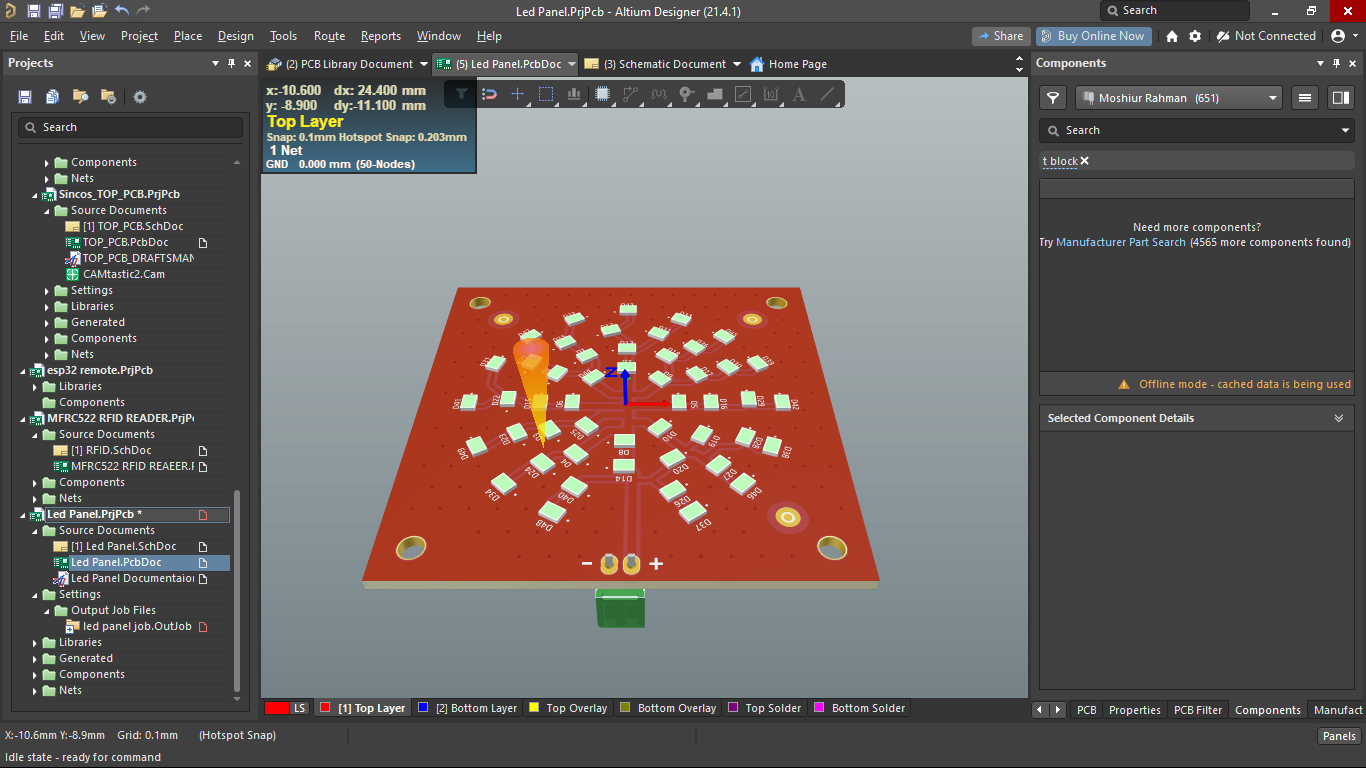 Led Panel.PrjPcb - Altium Designer (21.4.1)
Search
File Edit View Project Place Design Tools Route Reports Window Help
Share
Buy Online Now
Not Connected
Projects
(2) PCB Library Document
(5) Led Panel.PcbDoc
(3) Schematic Document
Home Page
Components
x:-10.600 dx: 24.400 mm
y: -8.900 dy:-11.100 mm
Top Layer
Snap: 0.1mm Hotspot Snap: 0.203mm
1 Net
GND 0.000 mm (50-Nodes)
Moshiur Rahman (651)
Search
t block
Need more components?
Try Manufacturer Part Search (4565 more components found)
Offline mode - cached data is being used
Selected Component Details
Search
Components
Nets
Sincos_TOP_PCB.PrjPcb
Source Documents
[1] TOP_PCB.SchDoc
TOP_PCB.PcbDoc
TOP_PCB_DRAFTSMAN
CAMtastic2.Cam
Settings
Libraries
Generated
Components
Nets
esp32 remote.PrjPcb
Libraries
Components
MFRC522 RFID READER.PrjP
Source Documents
[1] RFID.SchDoc
MFRC522 RFID REAEER.F
Components
Nets
Led Panel.PrjPcb *
Source Documents
[1] Led Panel.SchDoc
Led Panel.PcbDoc
Led Panel Documentaion
Settings
Output Job Files
led panel job.OutJob
Libraries
Generated
Components
Nets
Z
D41
D22
D6
D5
D16
D29
D42
D49
D23
D25
D10
D19
D28
D38
D8
D4
D24
D20
D27
D14
D34
D40
D26
D46
D48
D37
- +
LS
[1] Top Layer
[2] Bottom Layer
Top Overlay
Bottom Overlay
Top Solder
Bottom Solder
PCB Properties PCB Filter Components Manufact
X:-10.6mm Y:-8.9mm Grid: 0.1mm (Hotspot Snap)
Panels
Idle state - ready for command